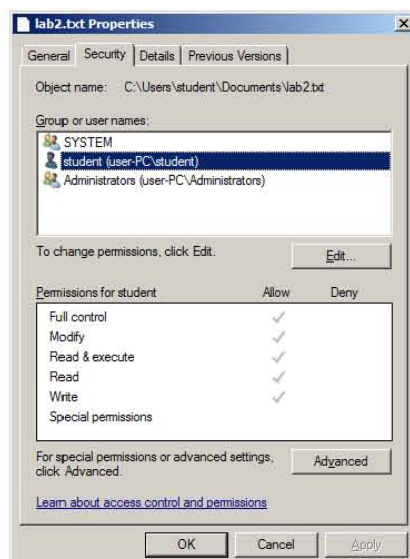 lab2.txt Properties
General Security Details Previous Versions
Object name: C:\Users\student\Documents\lab2.txt
Group or user names:
SYSTEM
student (user-PC\student)
Administrators (user-PC\Administrators)
To change permissions, click Edit.
Edit...
Permissions for student Allow Deny
Full control
Modify
Read & execute
Read
Write
Special permissions
For special permissions or advanced settings,
click Advanced.
Advanced
Learn about access control and permissions
OK Cancel Apply